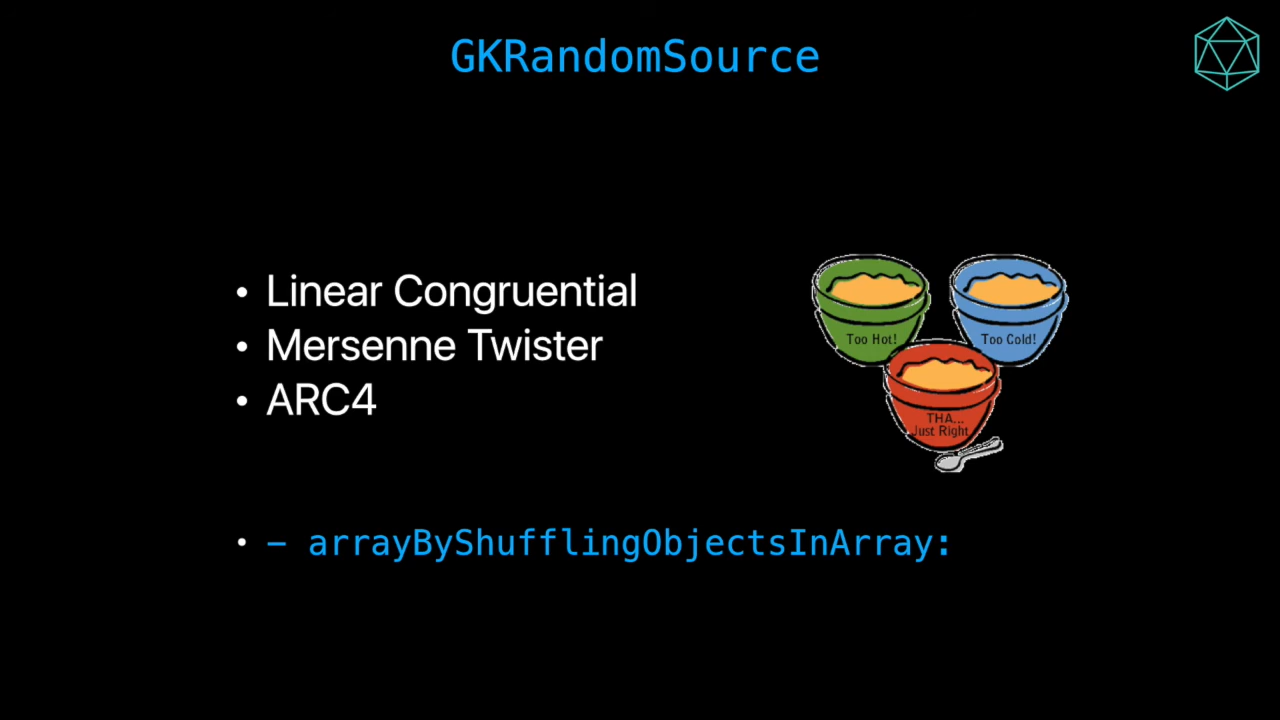 GKRandomSource
• Linear Congruential
• Mersenne Twister
• ARC4
Too Hot!
Too Cold!
THA...
Just Right
• – arrayByShufflingObjectsInArray: